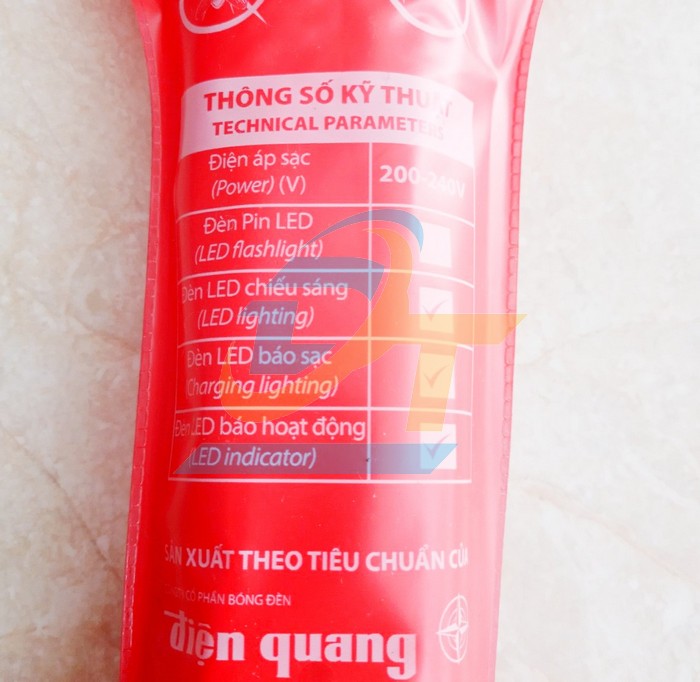 THÔNG SỐ KỸ THUẬT
TECHNICAL PARAMETERS
Điện áp sạc
(Power) (V)
200-240V
Đèn Pin LED
(LED flashlight)
Đèn LED chiếu sáng
(LED lighting)
Đèn LED báo sạc
(Charging lighting)
Đèn LED báo hoạt động
(LED indicator)
SẢN XUẤT THEO TIÊU CHUẨN CỦA
CỔ PHẦN BÓNG ĐÈN
điện quang